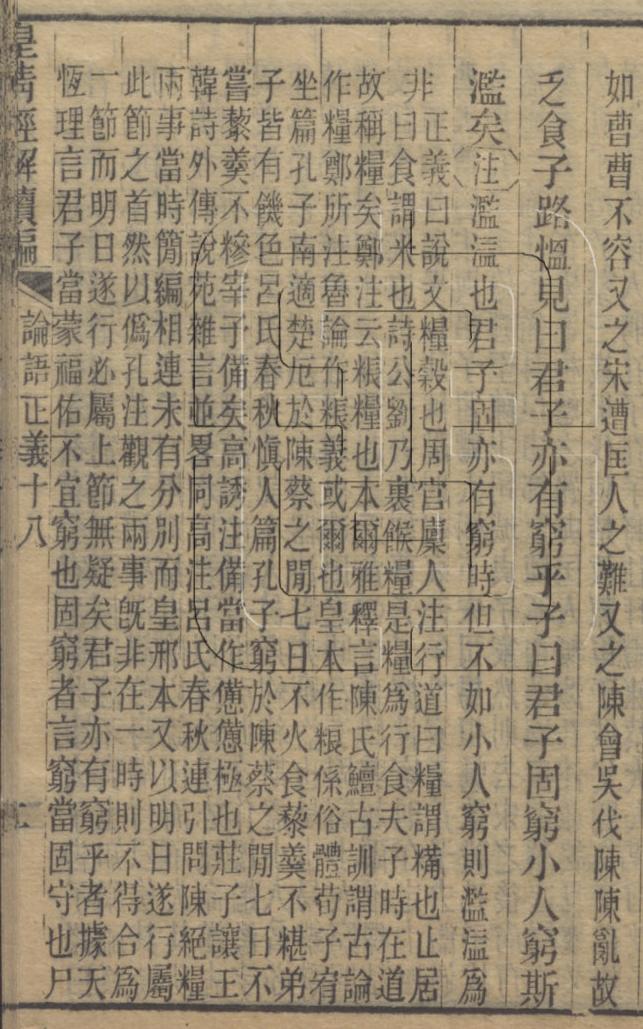 如曹曹不容又之宋遭匡人之難又之陳會吳伐陳陳亂故
乏食子路慍見曰君子亦有窮乎子曰君子固窮小人窮斯
濫矣注濫溢也君子固亦有窮時但不如小人窮則濫溢爲
非正義曰說文糧穀也周官廩人注行道曰糧謂糒也止居
曰食謂米也詩公劉乃裹餱糧是糧爲行食夫子時在道
故稱糧矣鄭注云粻糧也本爾雅釋言陳氏鱣古訓謂古論
作糧鄭所注魯論作粻義或爾也皇本作粮係俗體荀子宥
坐篇孔子南適楚厄於陳蔡之閒七日不火食藜羹不糂弟
子皆有饑色呂氏春秋愼人篇孔子窮於陳蔡之閒七日不
嘗藜羹不糝宰子備矣高誘注備當作憊憊極也莊子讓王
韓詩外傳說苑雜言並畧同高注呂氏春秋連引問陳絕糧
兩事當時簡編相連未有分別而皇邢本又以明日遂行屬
此節之首然以僞孔注觀之兩事旣非在一時則不得合爲
一節而明日遂行必屬上節無疑矣君子亦有窮乎者據天
恆理言君子當蒙福佑不宜窮也固窮者言窮當固守也尸
皇淸經解續編
論語正義十八
二